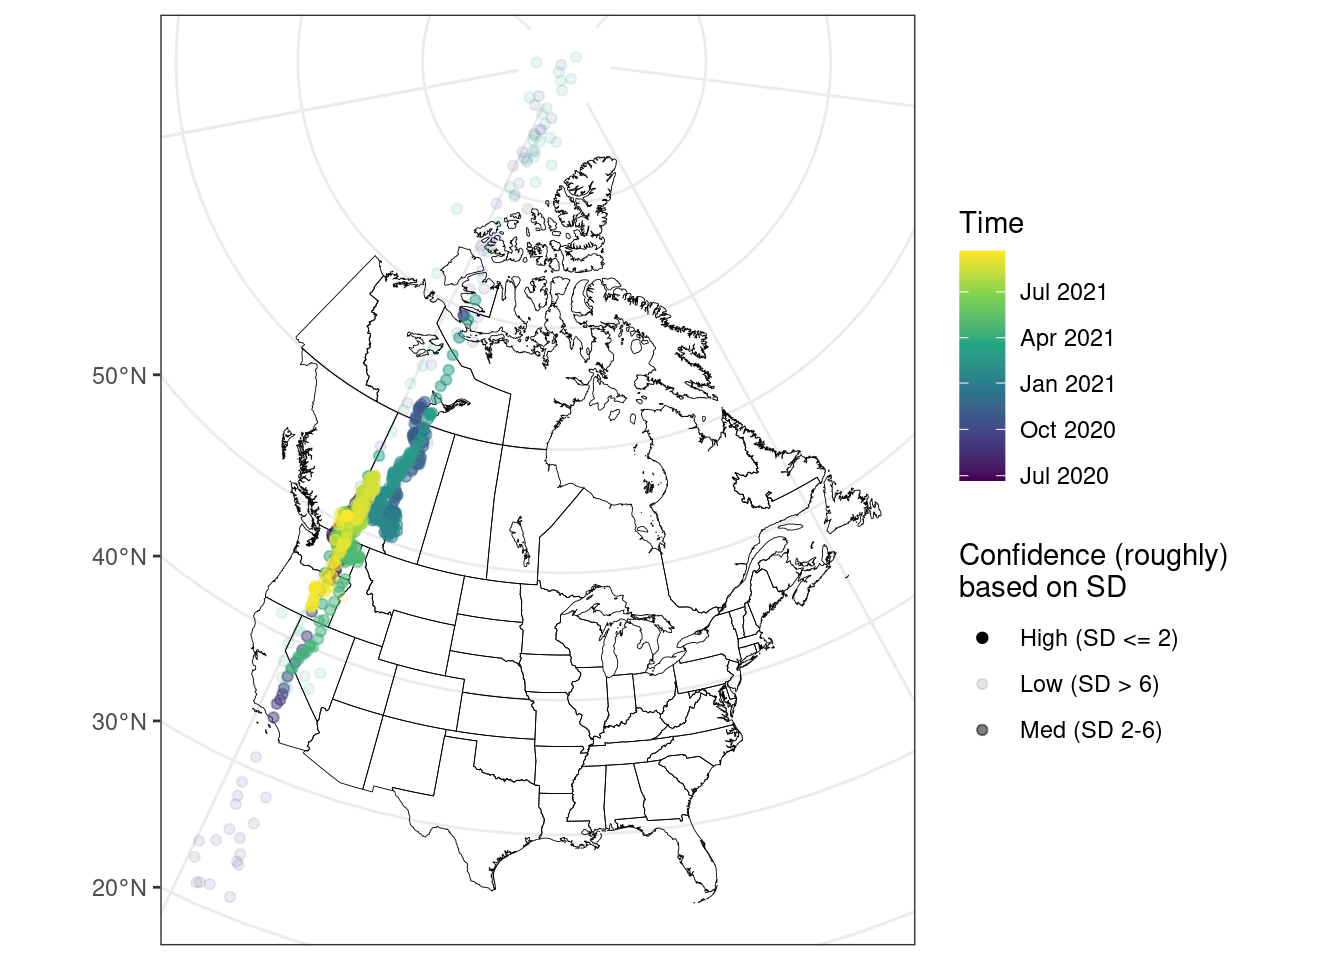 50°N
40°N
30°N
20°N
Time
Jul 2021
Apr 2021
Jan 2021
Oct 2020
Jul 2020
Confidence (roughly)
based on SD
High (SD <= 2)
Low (SD > 6)
Med (SD 2-6)